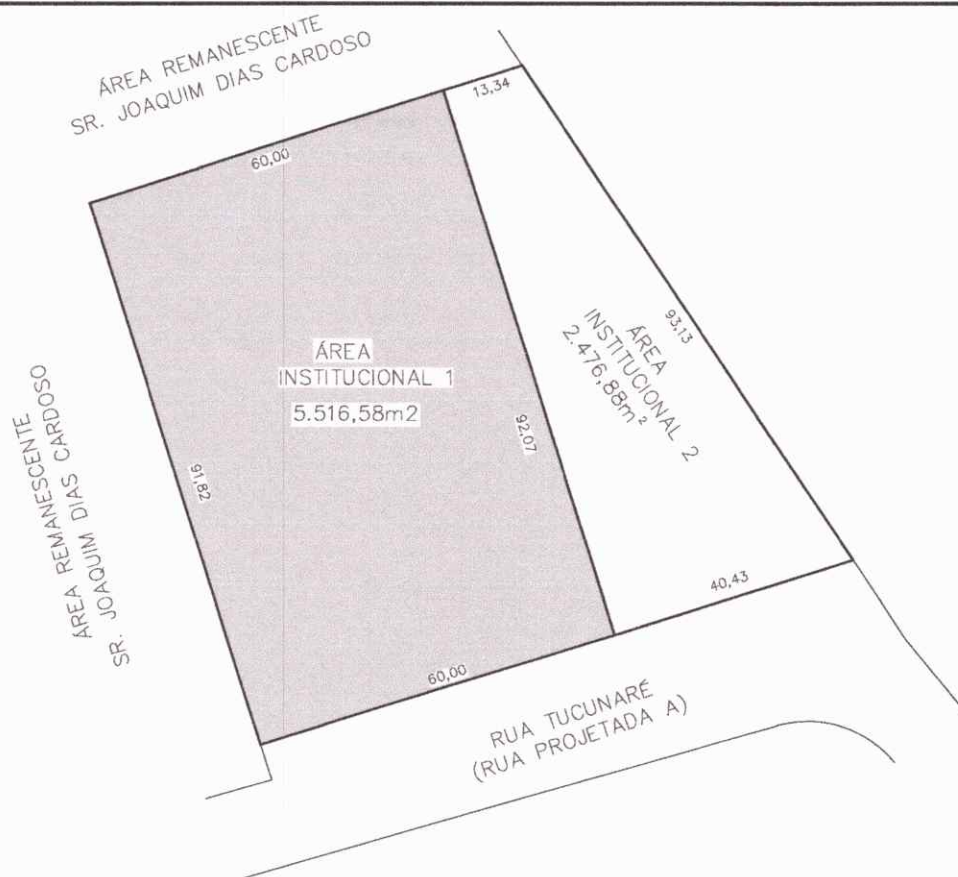 ÁREA REMANESCENTE
SR. JOAQUIM DIAS CARDOSO
13,34
60,00
ÁREA
INSTITUCIONAL 1
5.516,58m2
ÁREA
INSTITUCIONAL 2
2.476,88m²
93,13
92,07
91,82
ÁREA REMANESCENTE
SR. JOAQUIM DIAS CARDOSO
40,43
60,00
RUA TUCUNARÉ
(RUA PROJETADA A)